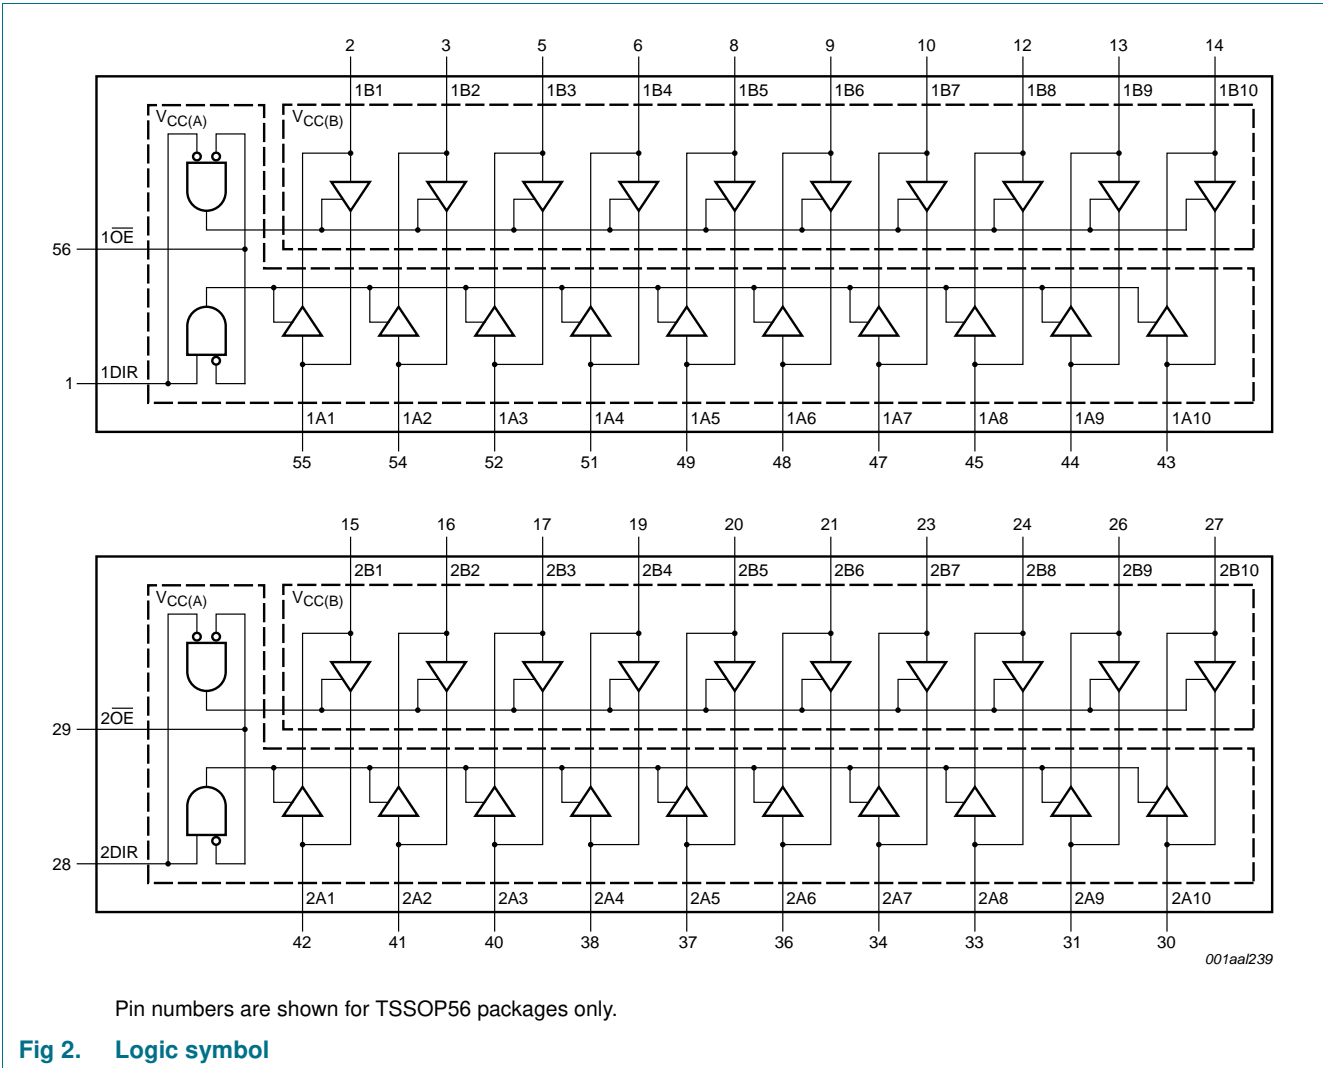 2 3 5 6 8 9 10 12 13 14
1B1 1B2 1B3 1B4 1B5 1B6 1B7 1B8 1B9 1B10
VCC(A) VCC(B)
56 1O̅E̅
1 1DIR
1A1 1A2 1A3 1A4 1A5 1A6 1A7 1A8 1A9 1A10
55 54 52 51 49 48 47 45 44 43
15 16 17 19 20 21 23 24 26 27
2B1 2B2 2B3 2B4 2B5 2B6 2B7 2B8 2B9 2B10
VCC(A) VCC(B)
29 2O̅E̅
28 2DIR
2A1 2A2 2A3 2A4 2A5 2A6 2A7 2A8 2A9 2A10
42 41 40 38 37 36 34 33 31 30
001aal239
Pin numbers are shown for TSSOP56 packages only.
Fig 2. Logic symbol